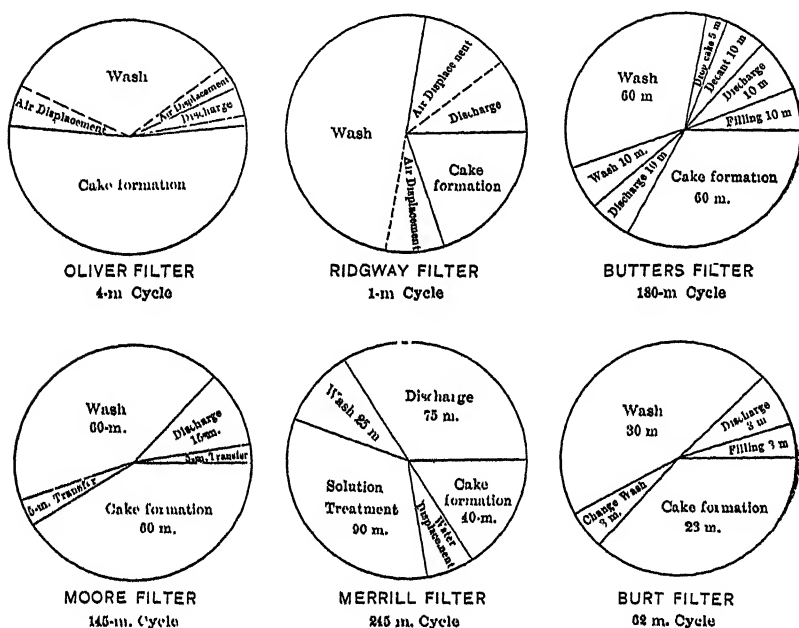 Wash
Air Displacement
Air Displacement
Discharge
Cake formation
OLIVER FILTER
4-m Cycle
Air Displacement
Wash
Discharge
Cake
formation
Air Displacement
RIDGWAY FILTER
1-m Cycle
Wash
60 m
Drop cake 5 m
Decant 10 m
Discharge
10 m
Filling 10 m
Wash 10 m.
Discharge 10 m
Cake formation
60 m.
BUTTERS FILTER
180-m Cycle
Wash
60-m.
Discharge
15-m.
5-m. Transfer
5-m. Transfer
Cake formation
60 m.
MOORE FILTER
145-m. Cycle
Wash 25 m
Discharge
75 m.
Solution
Treatment
90 m.
Cake
formation
40-m.
Water
Displacement
MERRILL FILTER
245 m. Cycle
Wash
30 m
Discharge
3 m
Filling 3 m
Change Wash
3 m.
Cake formation
23 m.
BURT FILTER
62 m. Cycle